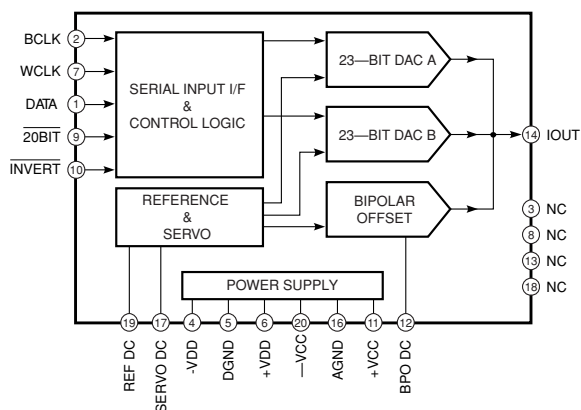 BCLK 2
WCLK 7
DATA 1
20BIT 9
INVERT 10
SERIAL INPUT I/F
&
CONTROL LOGIC
23—BIT DAC A
23—BIT DAC B
14 IOUT
REFERENCE
&
SERVO
BIPOLAR
OFFSET
3 NC
8 NC
13 NC
18 NC
POWER SUPPLY
19 17 4 5 6 20 16 11 12
REF DC
SERVO DC
-VDD
DGND
+VDD
—VCC
AGND
+VCC
BPO DC